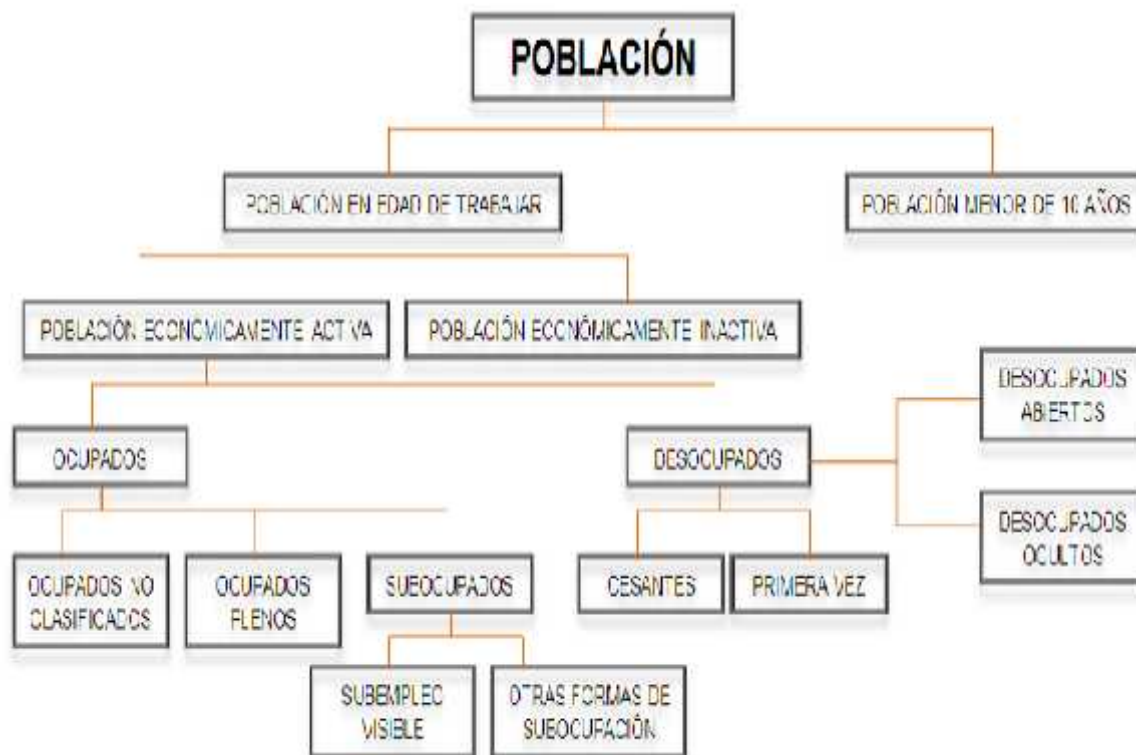 POBLACIÓN
POBLACIÓN EN EDAD DE TRABAJAR
POBLACIÓN MENOR DE 10 AÑOS
POBLACIÓN ECONÓMICAMENTE ACTIVA
POBLACIÓN ECONÓMICAMENTE INACTIVA
DESOCUPADOS
ABIERTOS
OCUPADOS
DESOCUPADOS
DESOCUPADOS
OCULTOS
OCUPADOS NO
CLASIFICADOS
OCUPADOS
PLENOS
SUBOCUPADOS
CESANTES
PRIMERA VEZ
SUBEMPLEO
VISIBLE
OTRAS FORMAS DE
SUBOCUPACIÓN